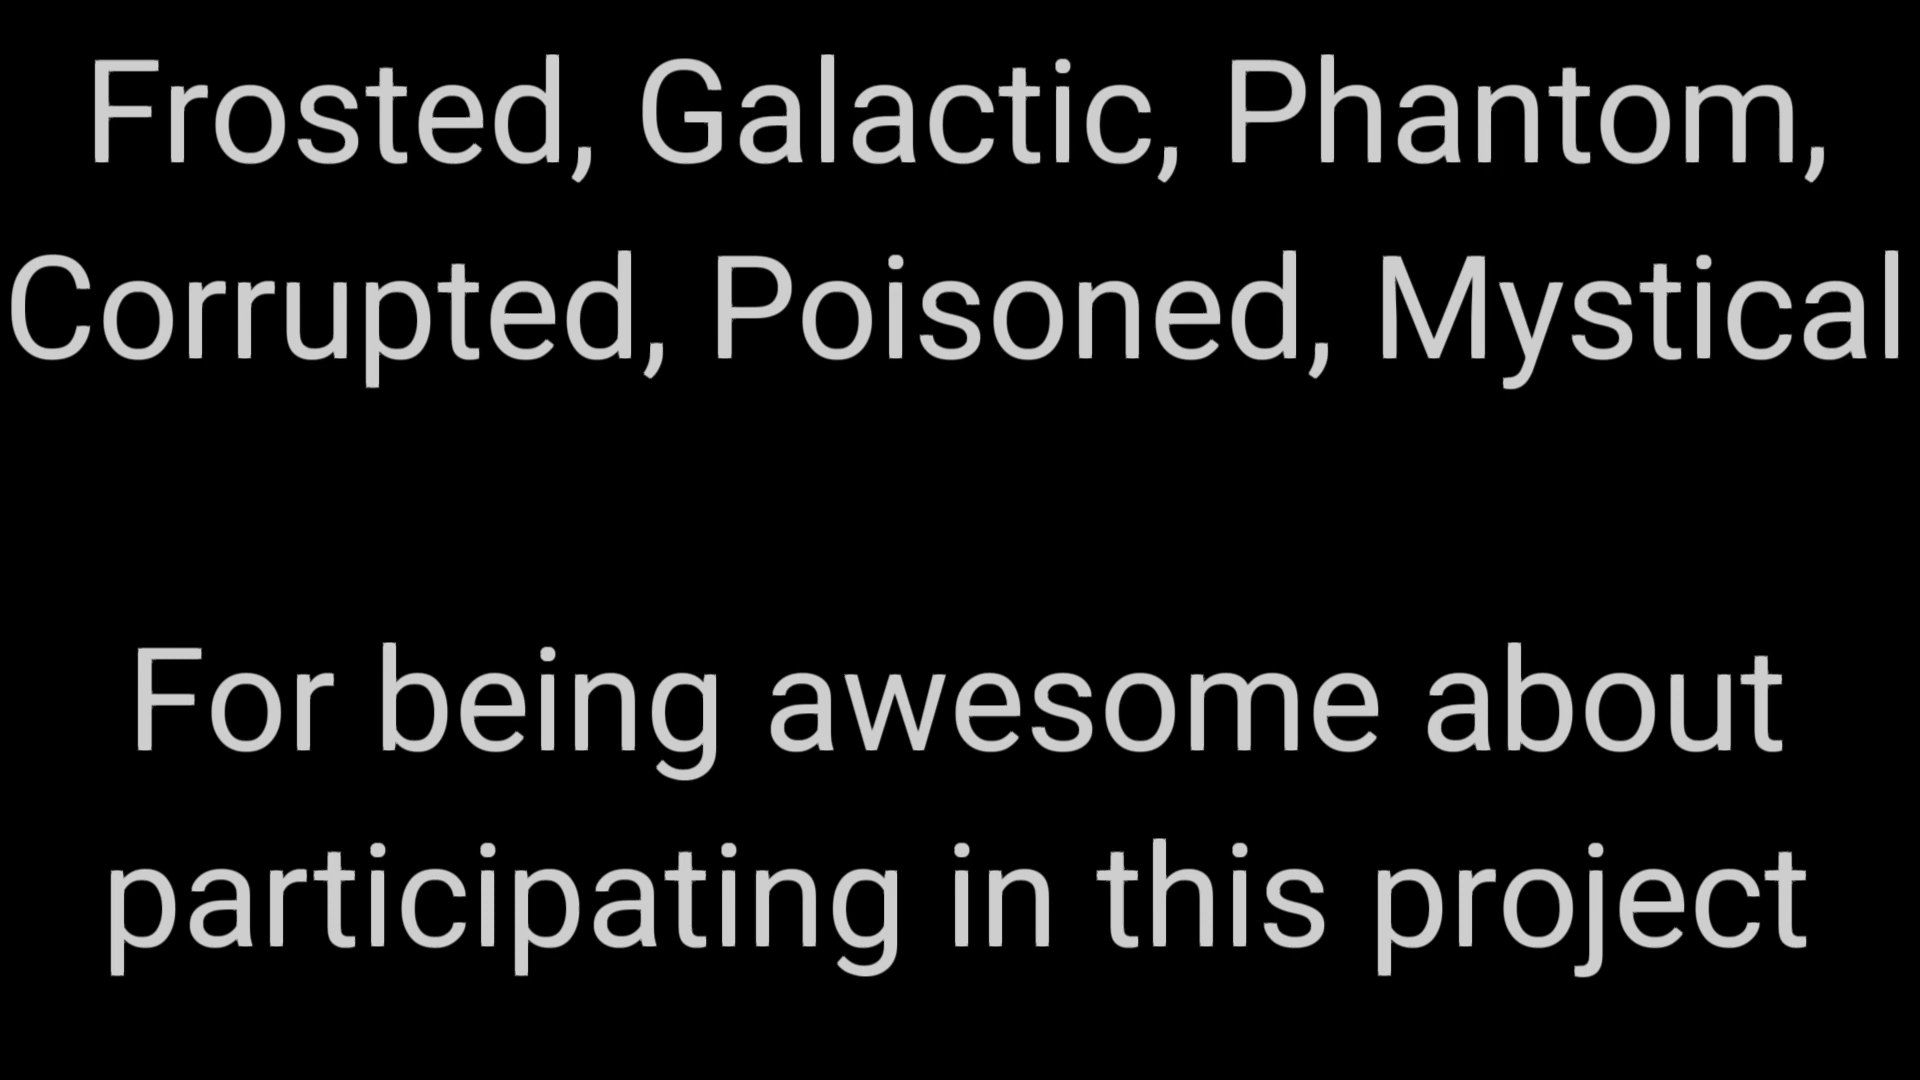 Frosted, Galactic, Phantom,
Corrupted, Poisoned, Mystical
For being awesome about
participating in this project